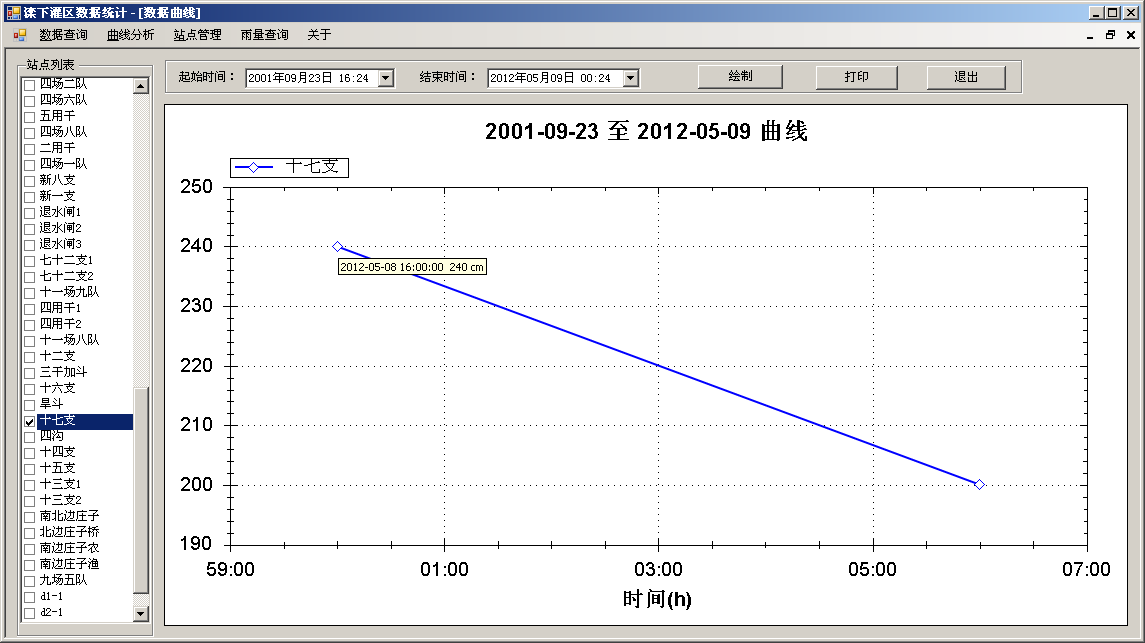 滦下灌区数据统计 - [数据曲线]
数据查询 曲线分析 站点管理 雨量查询 关于
站点列表
四场二队
四场六队
五用干
四场八队
二用干
四场一队
新八支
新一支
退水闸1
退水闸2
退水闸3
七十二支1
七十二支2
十一场九队
四用干1
四用干2
十一场八队
十二支
三干加斗
十六支
旱斗
十七支
四沟
十四支
十五支
十三支1
十三支2
南北边庄子
北边庄子桥
南边庄子农
南边庄子渔
九场五队
d1-1
d2-1
起始时间： 2001年09月23日 16:24 结束时间： 2012年05月09日 00:24 绘制 打印 退出
2001-09-23 至 2012-05-09 曲线
十七支
250
240
2012-05-08 16:00:00 240 cm
230
220
210
200
190
59:00 01:00 03:00 05:00 07:00
时间(h)